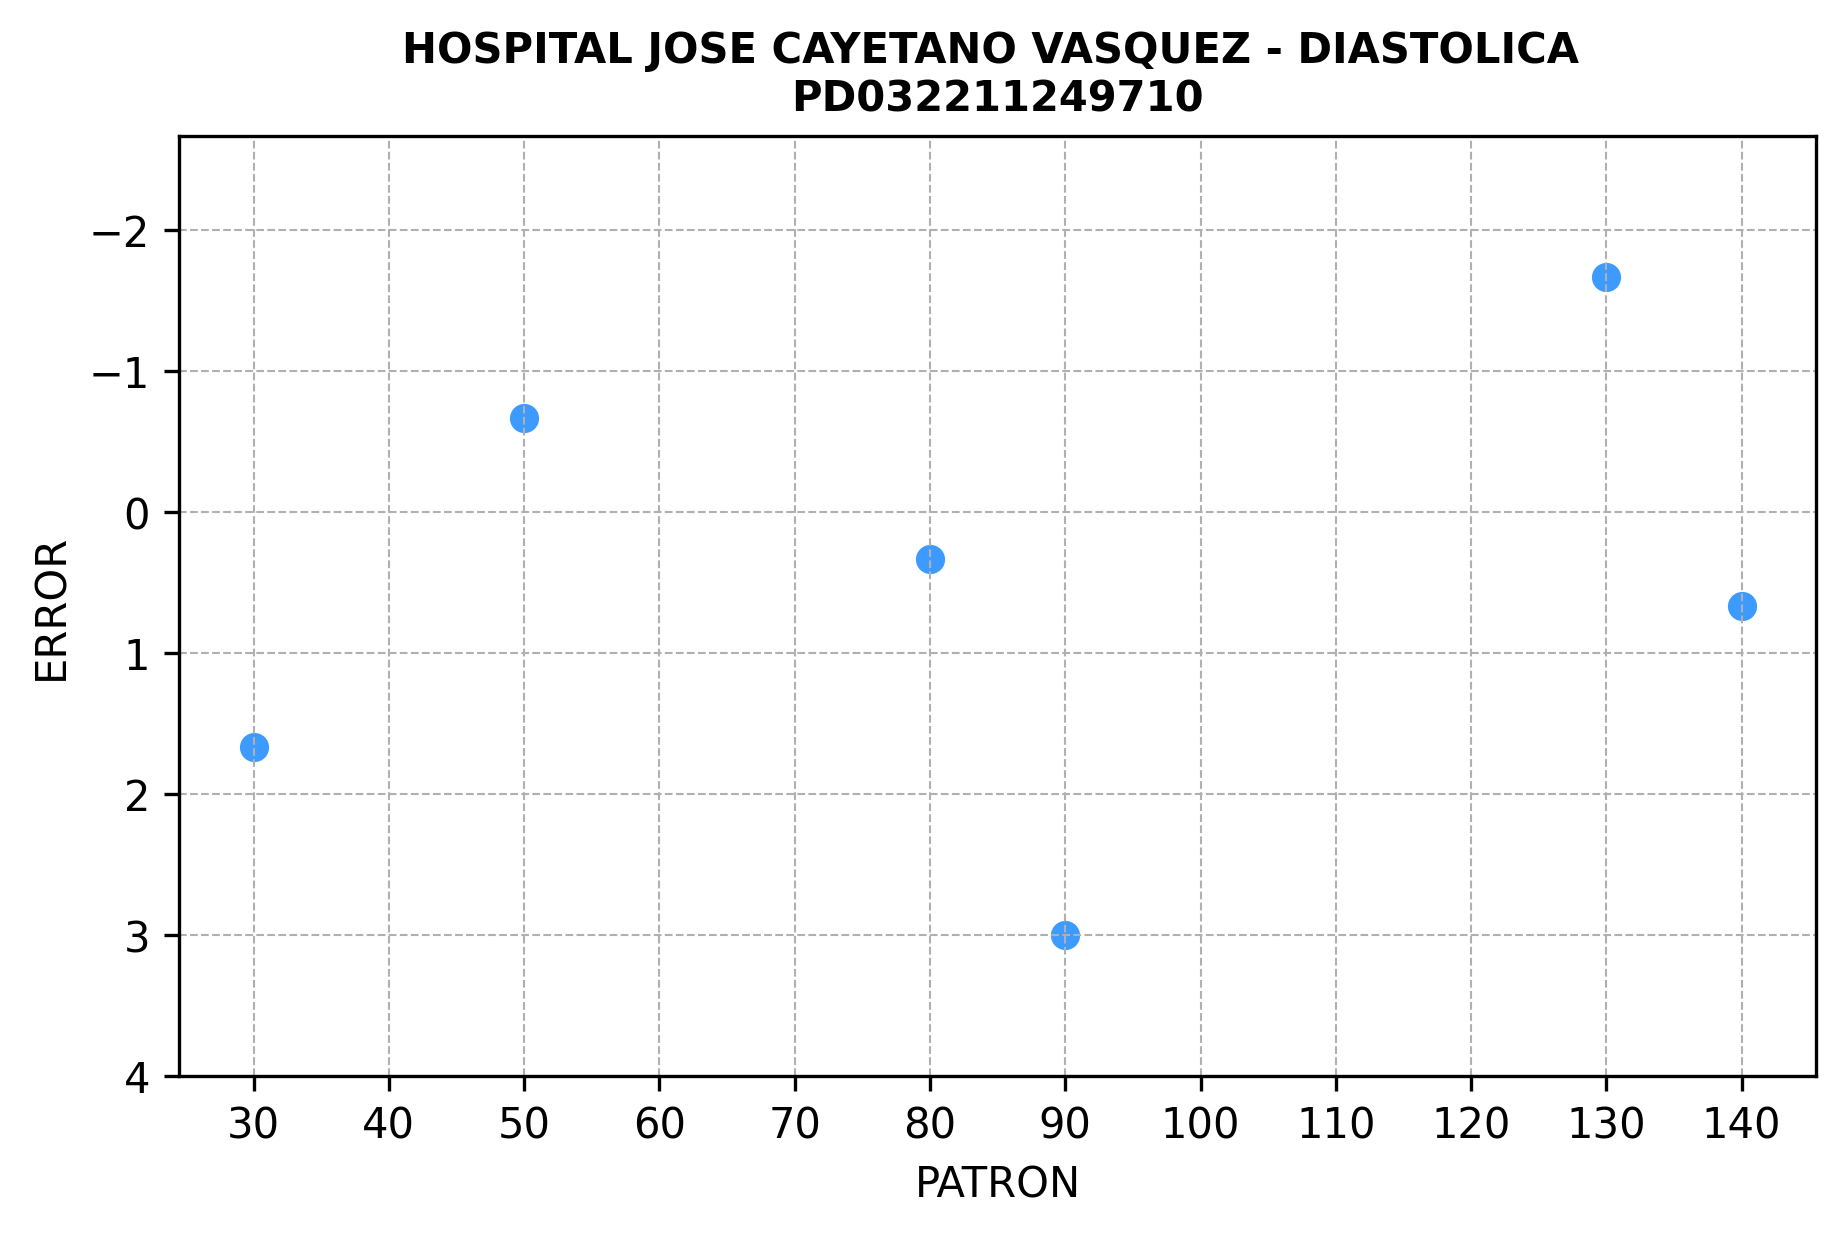 HOSPITAL JOSE CAYETANO VASQUEZ - DIASTOLICA
PD032211249710
−2
−1
0
1
2
3
4
ERROR
30 40 50 60 70 80 90 100 110 120 130 140
PATRON